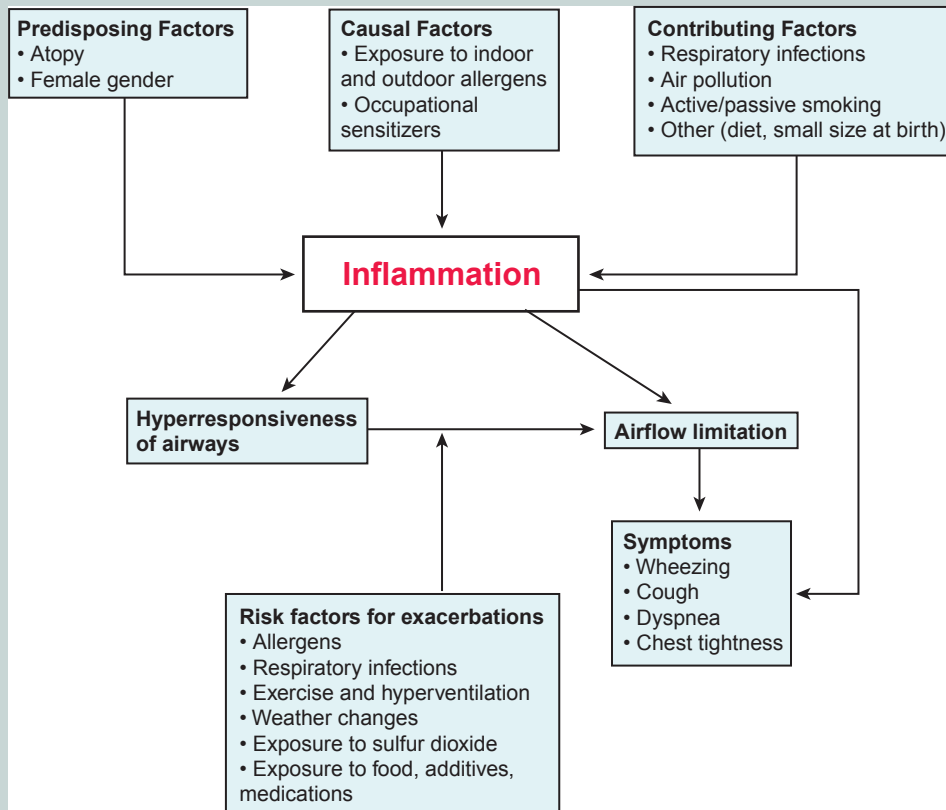 Predisposing Factors
• Atopy
• Female gender
Causal Factors
• Exposure to indoor
and outdoor allergens
• Occupational
sensitizers
Contributing Factors
• Respiratory infections
• Air pollution
• Active/passive smoking
• Other (diet, small size at birth)
Inflammation
Hyperresponsiveness
of airways
Airflow limitation
Symptoms
• Wheezing
• Cough
• Dyspnea
• Chest tightness
Risk factors for exacerbations
• Allergens
• Respiratory infections
• Exercise and hyperventilation
• Weather changes
• Exposure to sulfur dioxide
• Exposure to food, additives,
medications